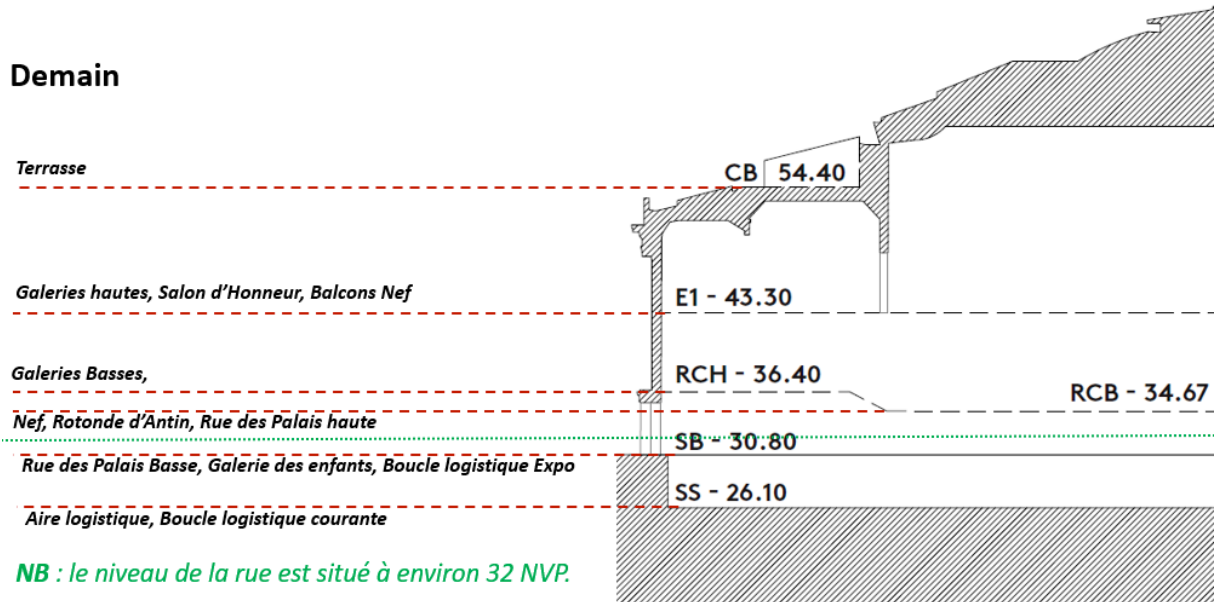 Demain
Terrasse
CB 54.40
Galeries hautes, Salon d'Honneur, Balcons Nef
E1 - 43.30
Galeries Basses,
RCH - 36.40
RCB - 34.67
Nef, Rotonde d'Antin, Rue des Palais haute
SB - 30.80
Rue des Palais Basse, Galerie des enfants, Boucle logistique Expo
SS - 26.10
Aire logistique, Boucle logistique courante
NB : le niveau de la rue est situé à environ 32 NVP.